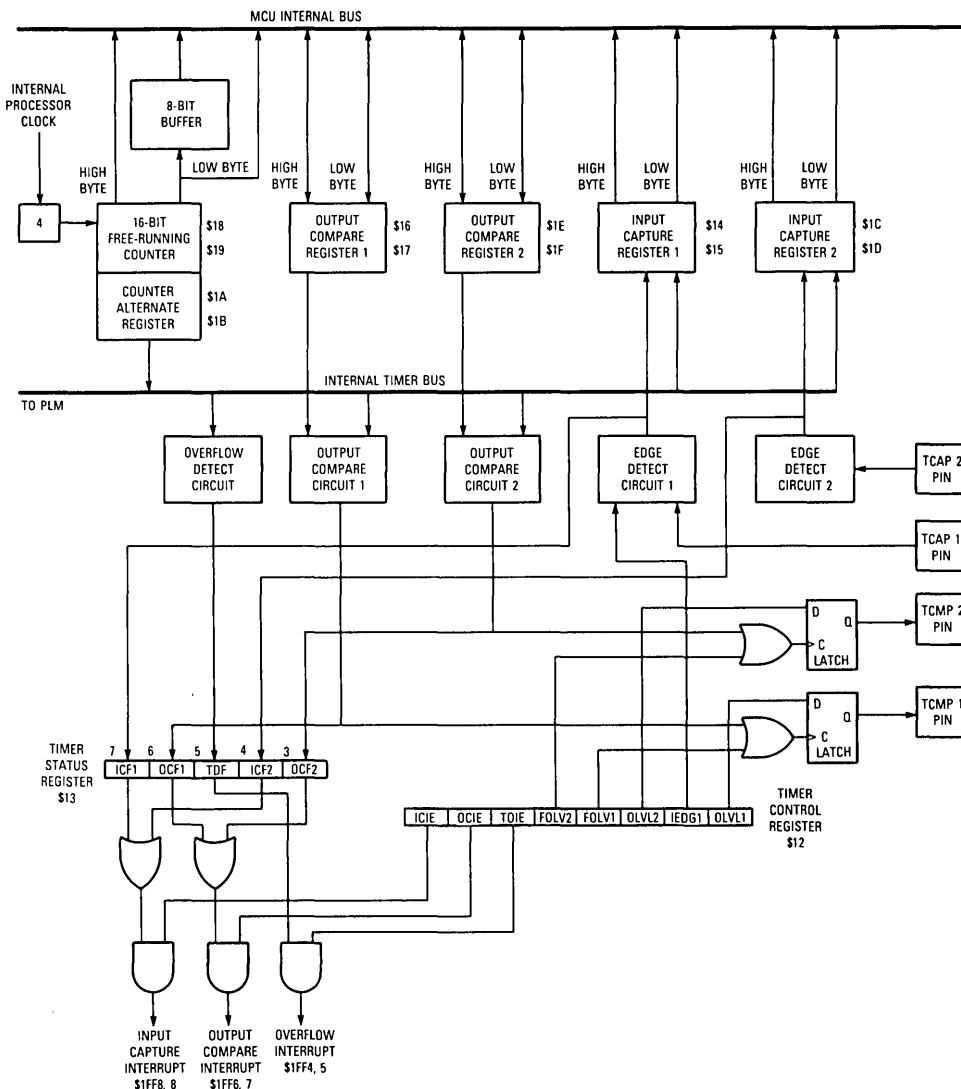 MCU INTERNAL BUS
INTERNAL
PROCESSOR
CLOCK
8-BIT
BUFFER
HIGH
BYTE
LOW BYTE
HIGH
BYTE
LOW
BYTE
HIGH
BYTE
LOW
BYTE
HIGH
BYTE
LOW
BYTE
HIGH
BYTE
LOW
BYTE
4
16-BIT
FREE-RUNNING
COUNTER
$18
$19
COUNTER
ALTERNATE
REGISTER
$1A
$1B
OUTPUT
COMPARE
REGISTER 1
$16
$17
OUTPUT
COMPARE
REGISTER 2
$1E
$1F
INPUT
CAPTURE
REGISTER 1
$14
$15
INPUT
CAPTURE
REGISTER 2
$1C
$1D
INTERNAL TIMER BUS
TO PLM
OVERFLOW
DETECT
CIRCUIT
OUTPUT
COMPARE
CIRCUIT 1
OUTPUT
COMPARE
CIRCUIT 2
EDGE
DETECT
CIRCUIT 1
EDGE
DETECT
CIRCUIT 2
TCAP 2
PIN
TCAP 1
PIN
D
Q
C
LATCH
TCMP 2
PIN
D
Q
C
LATCH
TCMP 1
PIN
TIMER
STATUS
REGISTER
$13
7 6 5 4 3
ICF1 OCF1 TDF ICF2 OCF2
ICIE OCIE TOIE FOLV2 FOLV1 OLVL2 IEDG1 OLVL1
TIMER
CONTROL
REGISTER
$12
INPUT
CAPTURE
INTERRUPT
$1FF8, 8
OUTPUT
COMPARE
INTERRUPT
$1FF6, 7
OVERFLOW
INTERRUPT
$1FF4, 5